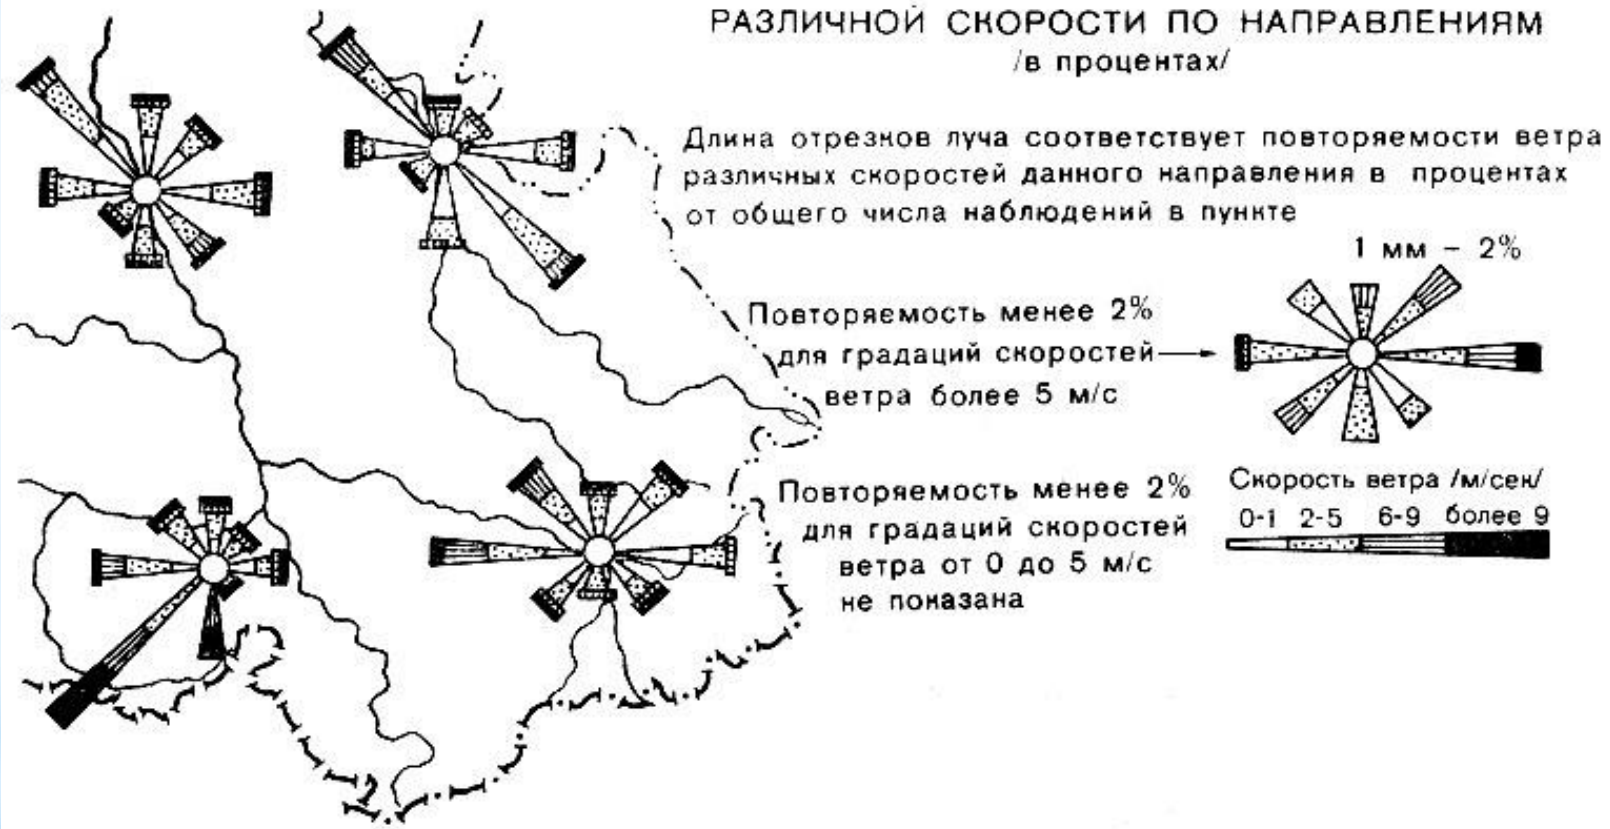 РАЗЛИЧНОЙ СКОРОСТИ ПО НАПРАВЛЕНИЯМ
/в процентах/
Длина отрезков луча соответствует повторяемости ветра
различных скоростей данного направления в процентах
от общего числа наблюдений в пункте
1 мм – 2%
Повторяемость менее 2%
для градаций скоростей
ветра более 5 м/с
Повторяемость менее 2%
для градаций скоростей
ветра от 0 до 5 м/с
не показана
Скорость ветра /м/сек/
0-1 2-5 6-9 более 9